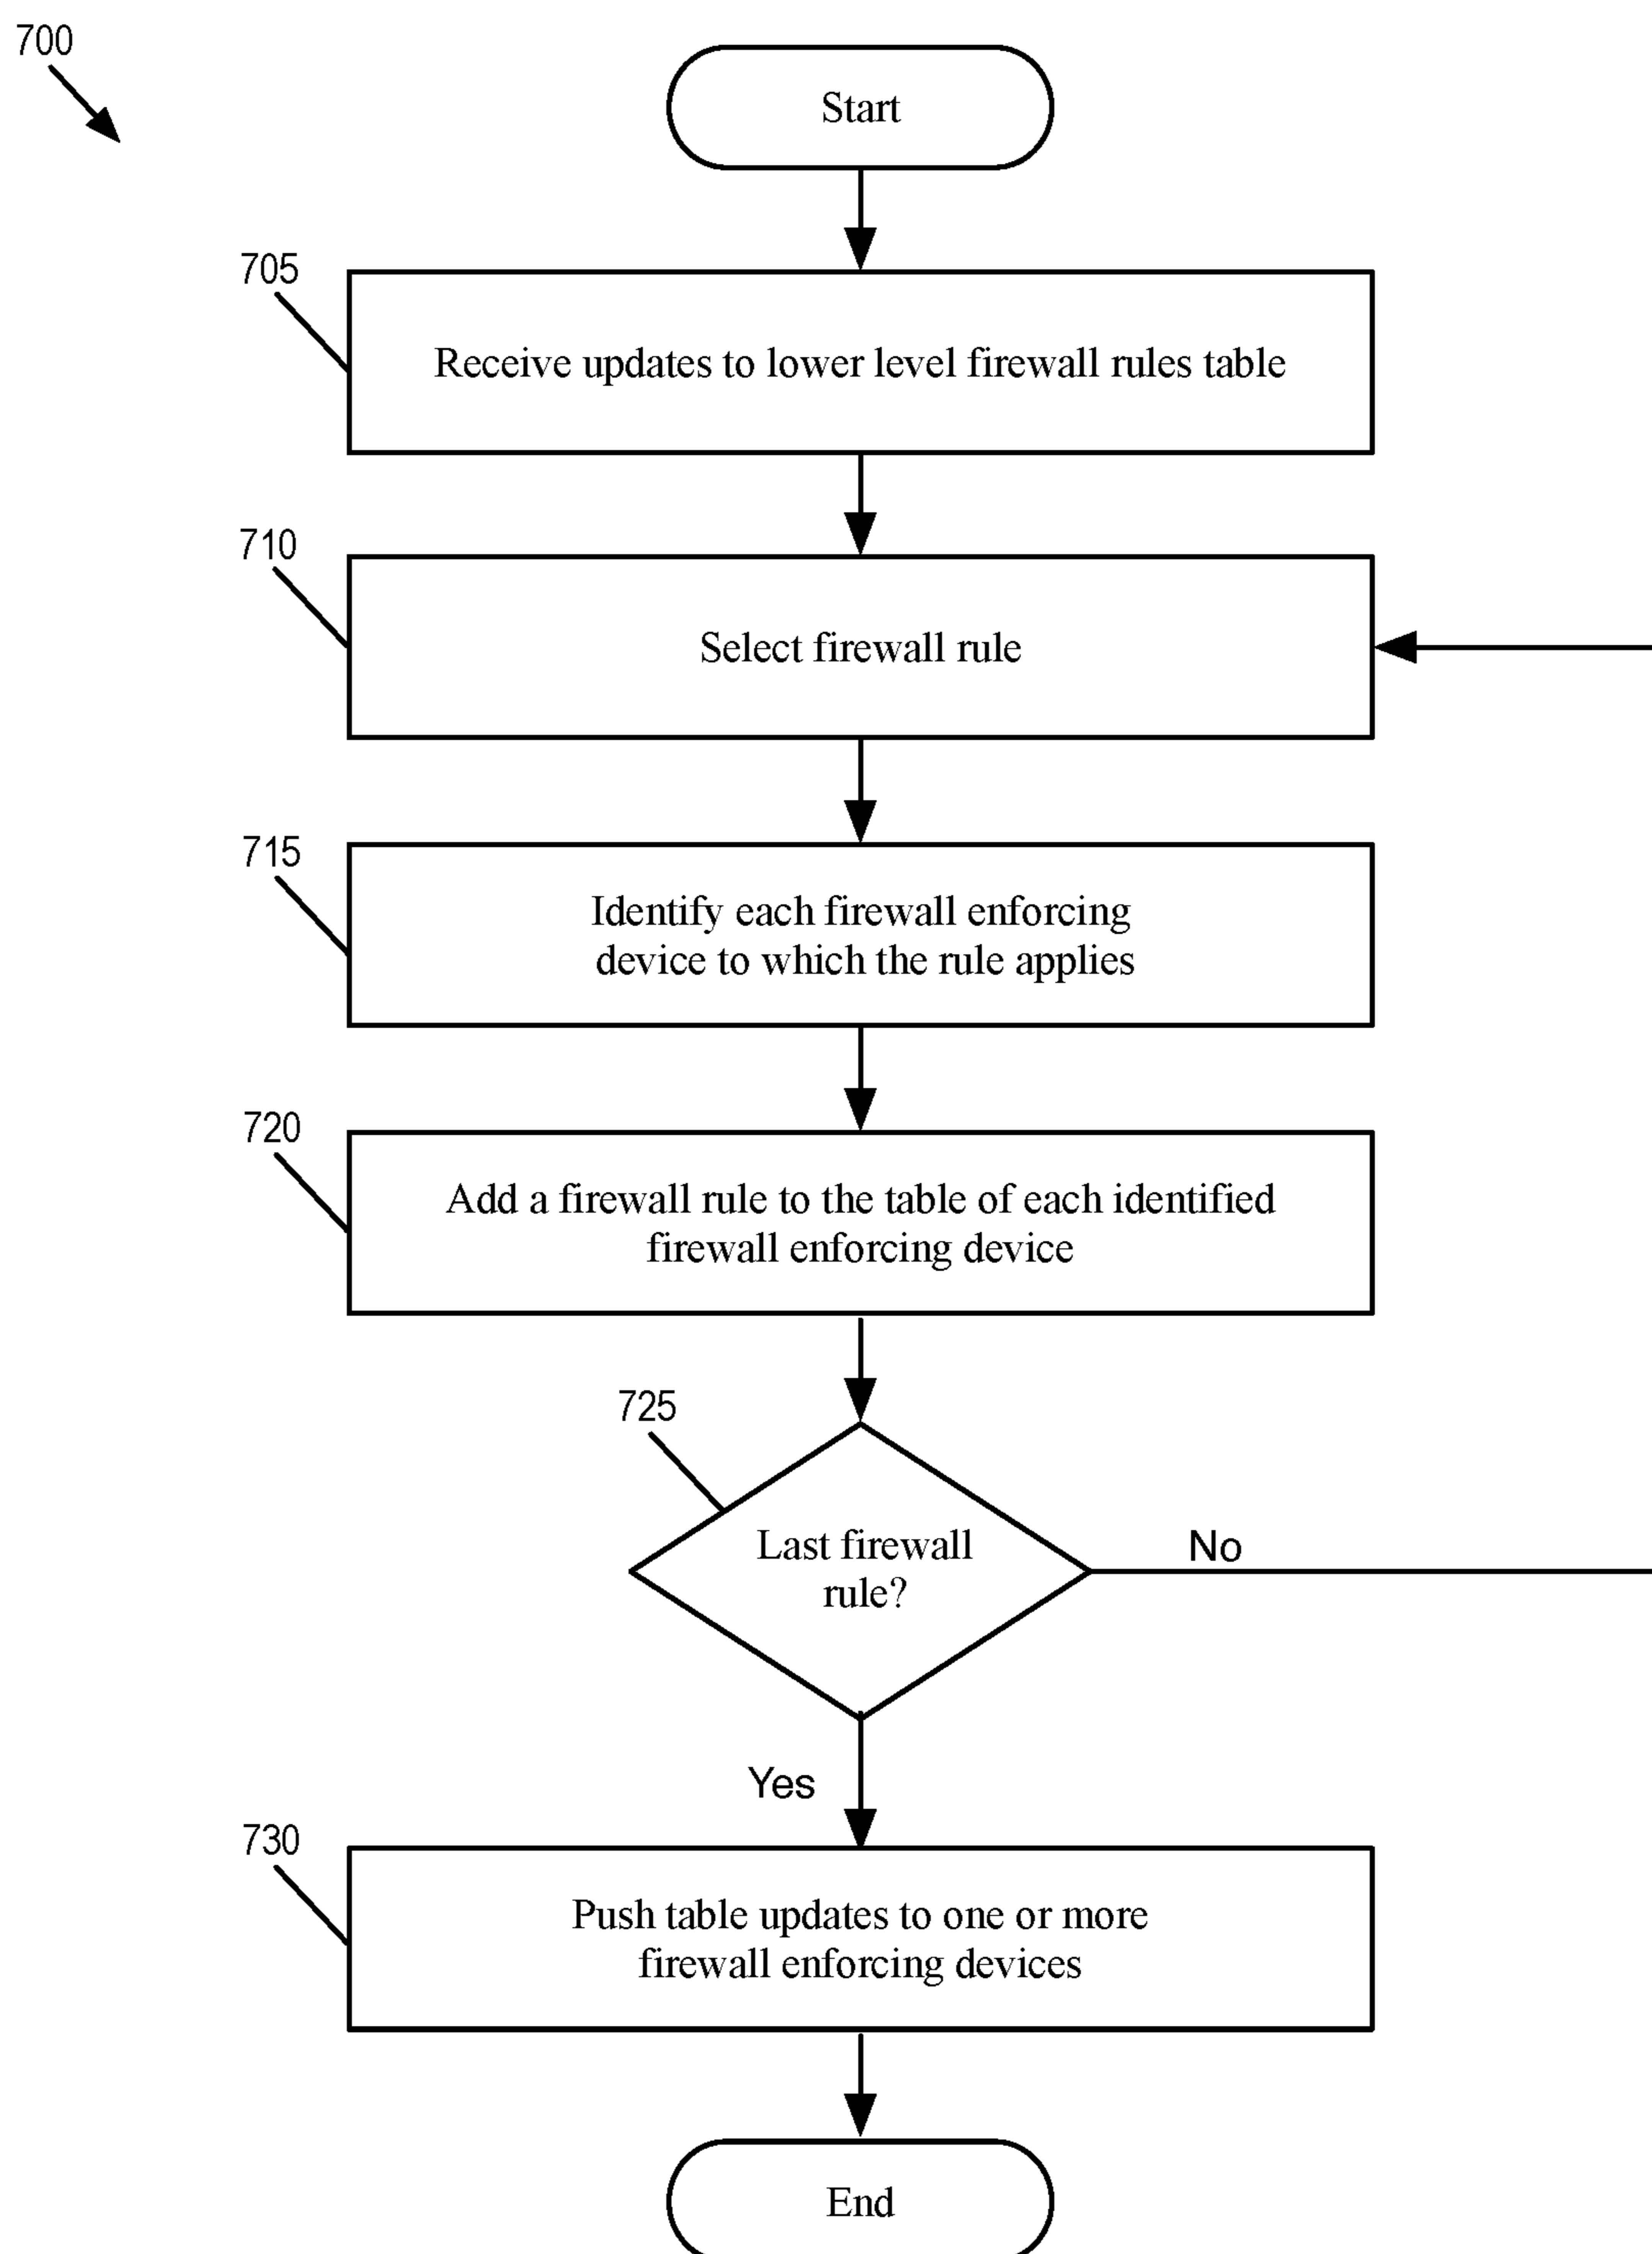 700
Start
705
Receive updates to lower level firewall rules table
710
Select firewall rule
715
Identify each firewall enforcing
device to which the rule applies
720
Add a firewall rule to the table of each identified
firewall enforcing device
725
Last firewall
rule?
No
Yes
730
Push table updates to one or more
firewall enforcing devices
End